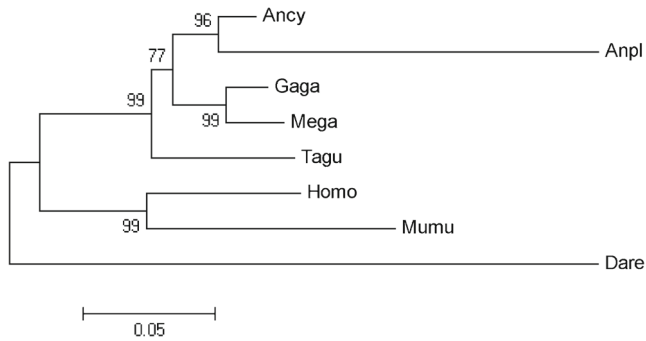 96 Ancy
77 Anpl
Gaga
99
99 Mega
Tagu
Homo
99 Mumu
Dare
0.05